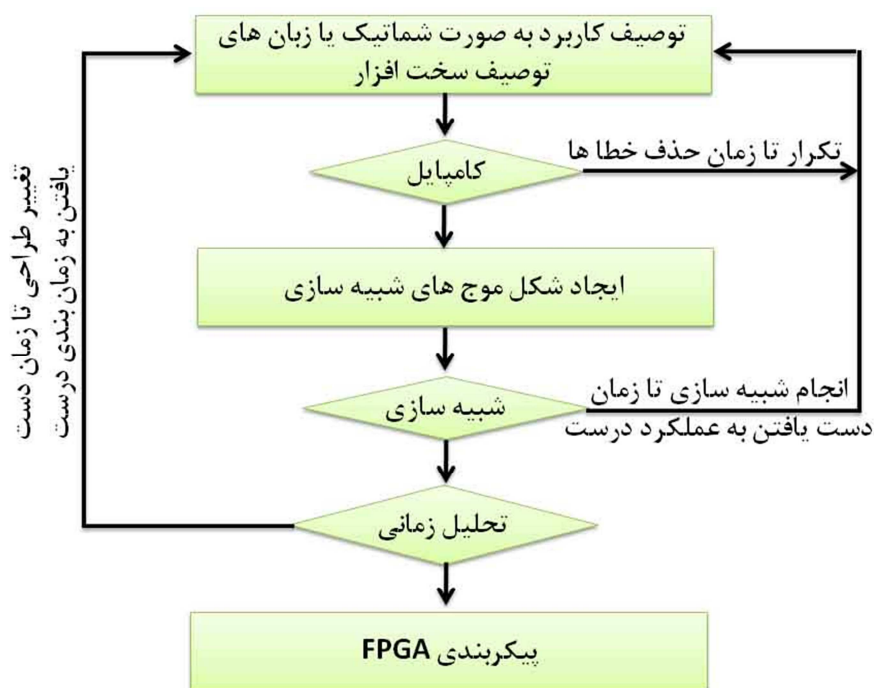 توصیف کاربرد به صورت شماتیک یا زبان های
توصیف سخت افزار
کامپایل
تکرار تا زمان حذف خطا ها
ایجاد شکل موج های شبیه سازی
شبیه سازی
انجام شبیه سازی تا زمان
دست یافتن به عملکرد درست
تحلیل زمانی
تغییر طراحی تا زمان دست
یافتن به زمان بندی درست
پیکربندی FPGA